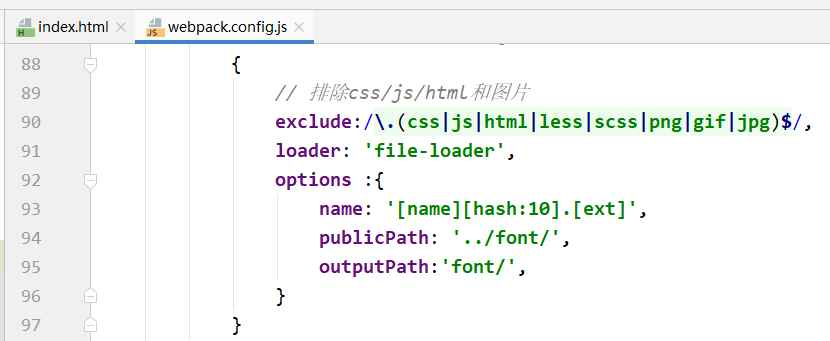 index.html webpack.config.js
88 {
89 // 排除css/js/html和图片
90 exclude:/\.(css|js|html|less|scss|png|gif|jpg)$/,
91 loader: 'file-loader',
92 options :{
93 name: '[name][hash:10].[ext]',
94 publicPath: '../font/',
95 outputPath:'font/',
96 }
97 }